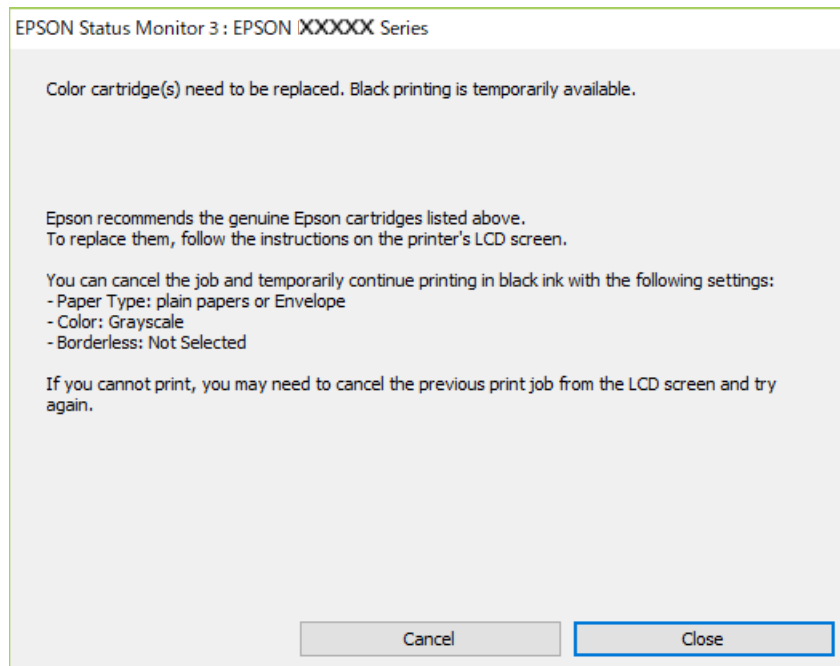 EPSON Status Monitor 3 : EPSON XXXXX Series
Color cartridge(s) need to be replaced. Black printing is temporarily available.
Epson recommends the genuine Epson cartridges listed above.
To replace them, follow the instructions on the printer's LCD screen.
You can cancel the job and temporarily continue printing in black ink with the following settings:
- Paper Type: plain papers or Envelope
- Color: Grayscale
- Borderless: Not Selected
If you cannot print, you may need to cancel the previous print job from the LCD screen and try
again.
Cancel
Close